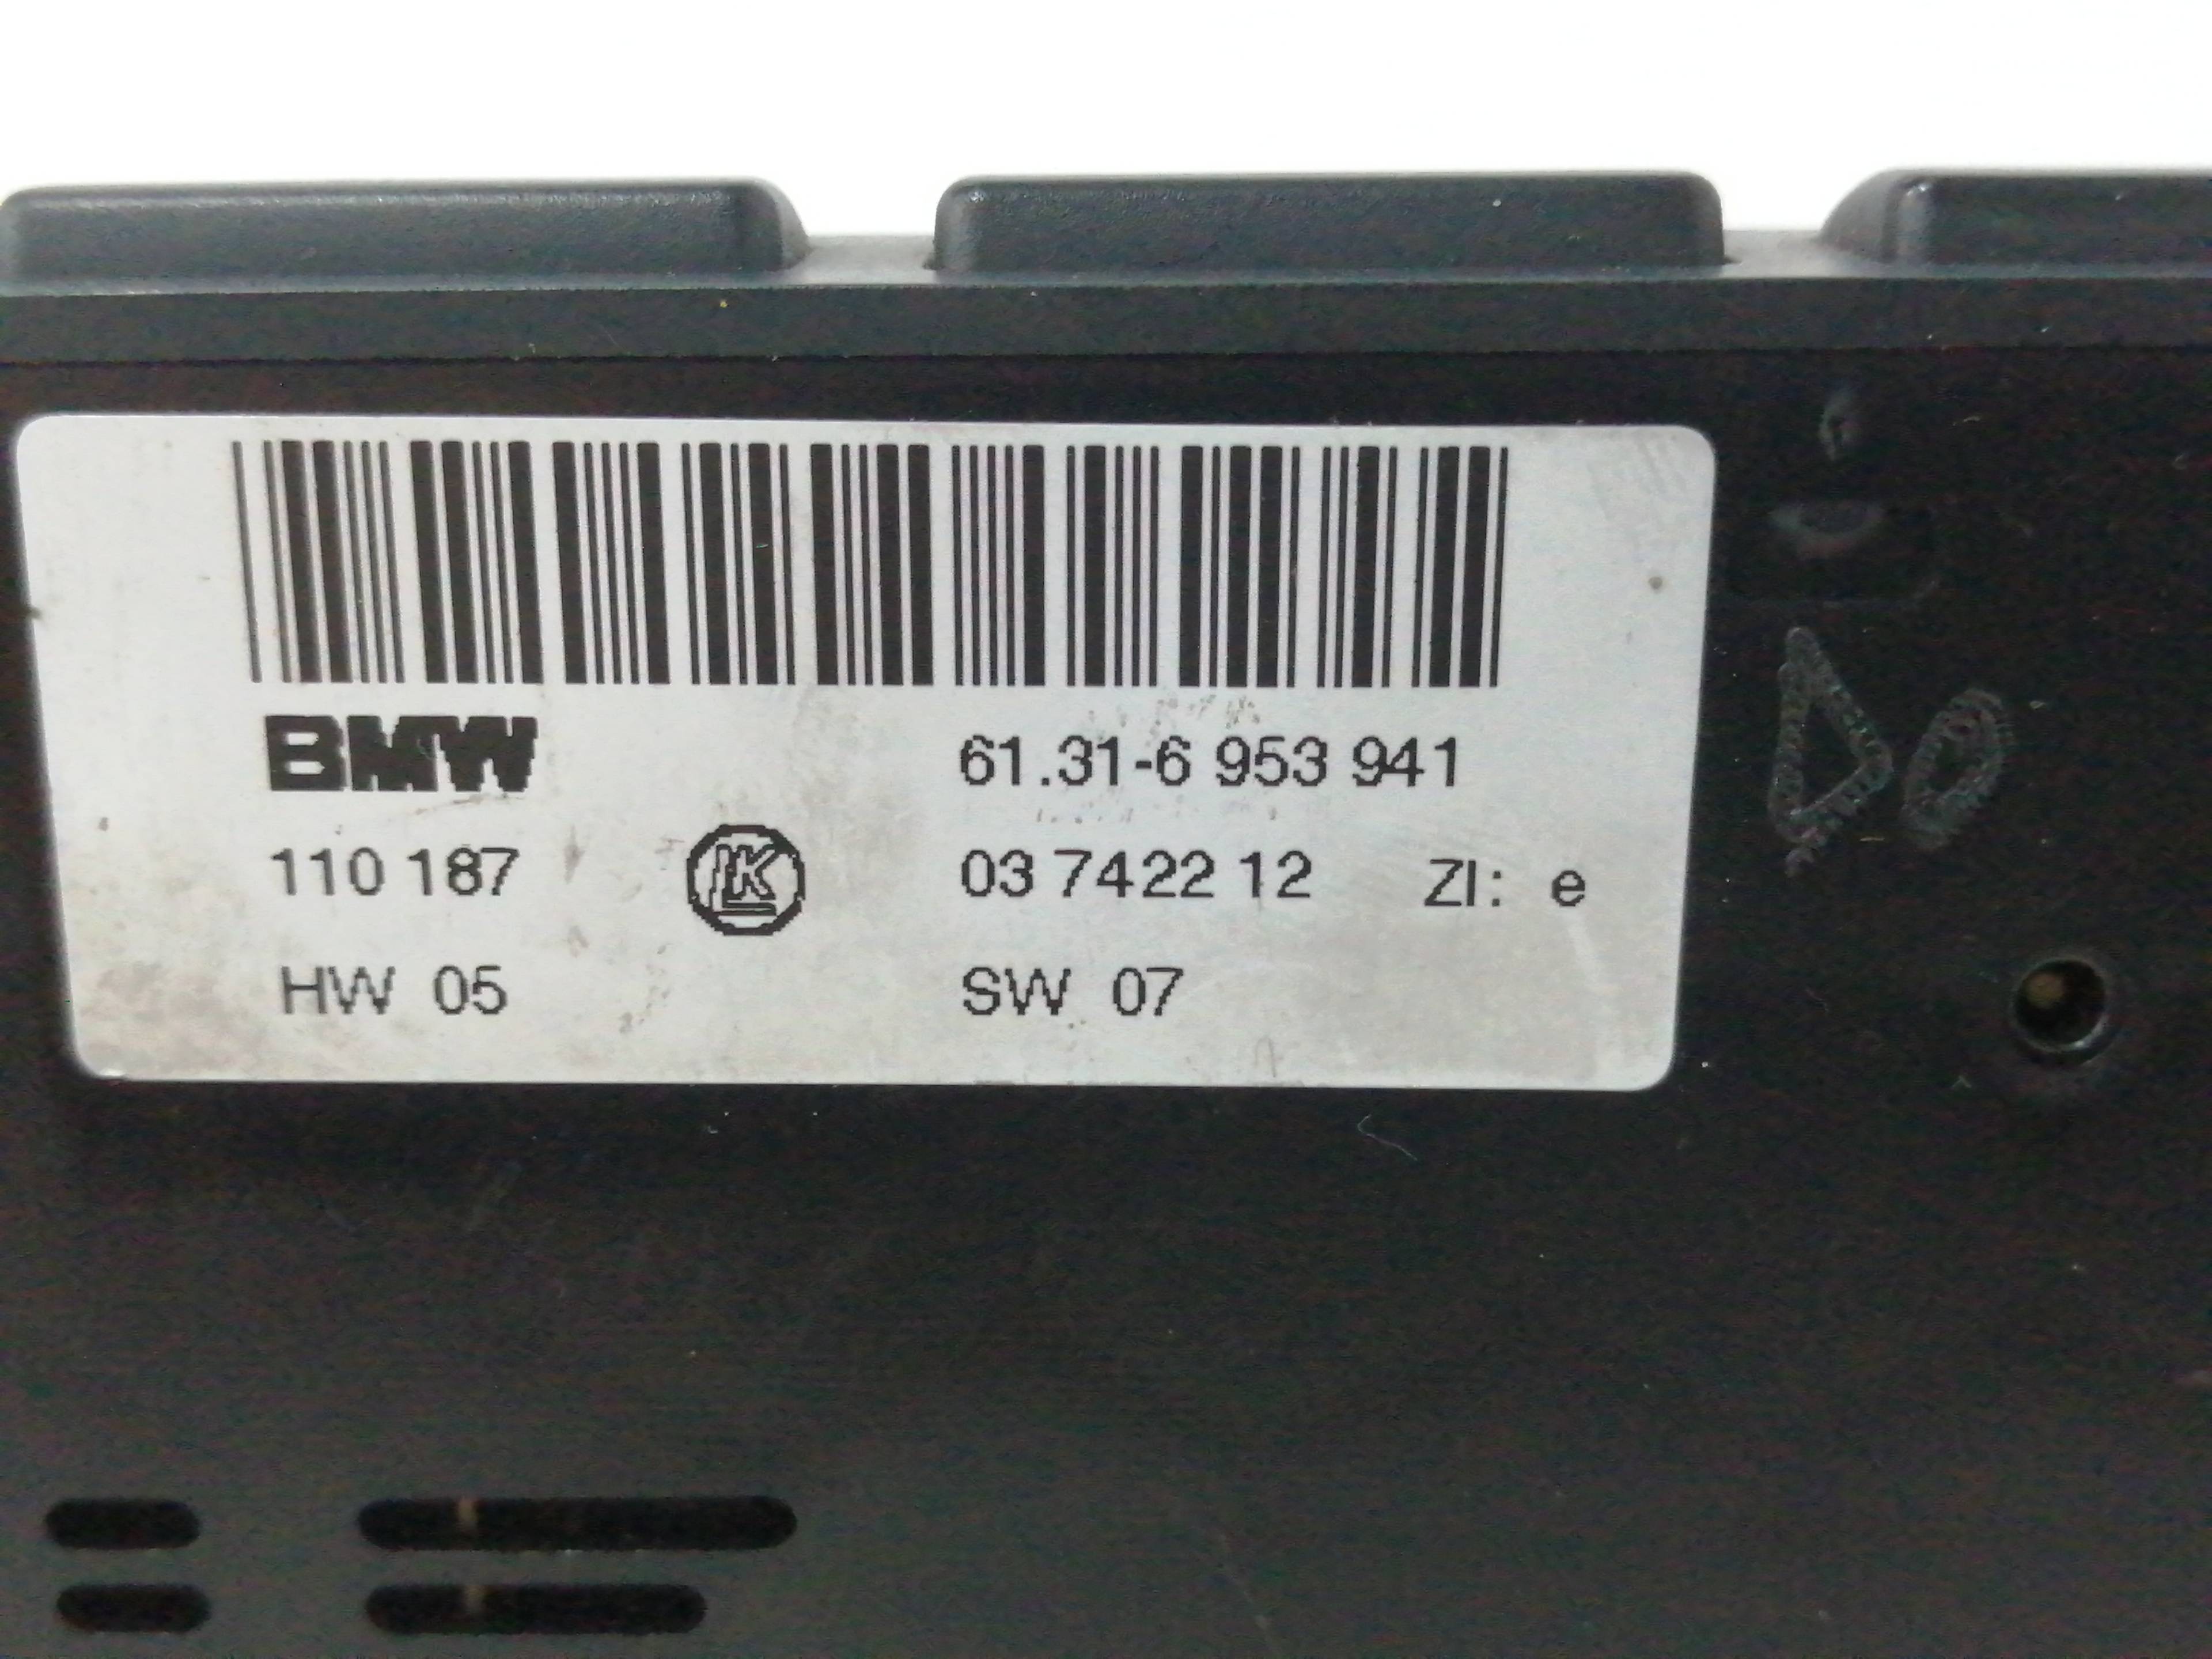 BMW 61.31-6 953 941
110 187 LK 03 7422 12 ZI: e
HW 05 SW 07